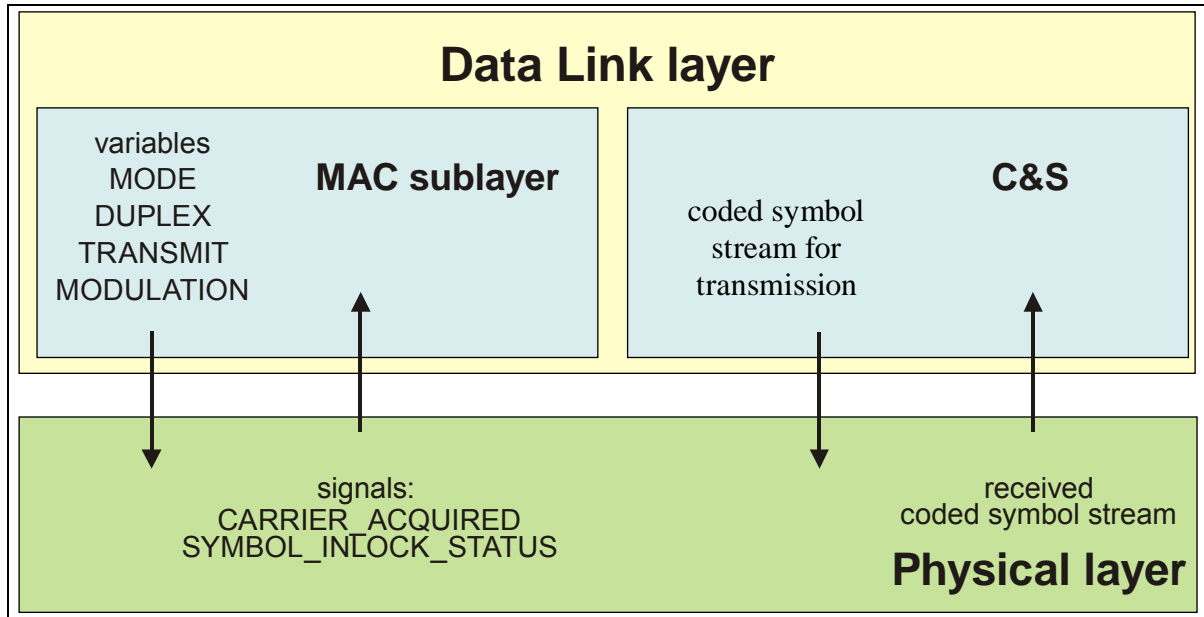 Data Link layer
variables
MODE
DUPLEX
TRANSMIT
MODULATION
MAC sublayer
coded symbol
stream for
transmission
C&S
signals:
CARRIER_ACQUIRED
SYMBOL_INLOCK_STATUS
received
coded symbol stream
Physical layer